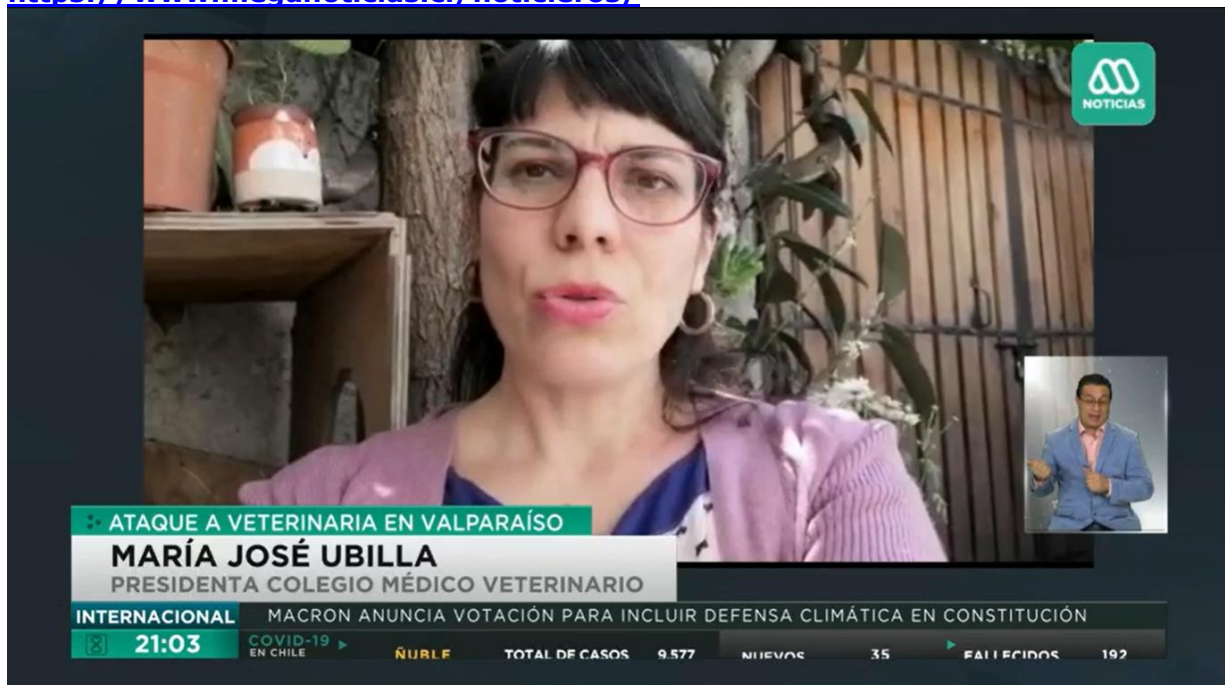 NOTICIAS
ATAQUE A VETERINARIA EN VALPARAÍSO
MARÍA JOSÉ UBILLA
PRESIDENTA COLEGIO MÉDICO VETERINARIO
INTERNACIONAL MACRON ANUNCIA VOTACIÓN PARA INCLUIR DEFENSA CLIMÁTICA EN CONSTITUCIÓN
21:03 COVID-19 EN CHILE ÑUBLE TOTAL DE CASOS 9.577 NUEVOS 35 FALLECIDOS 192